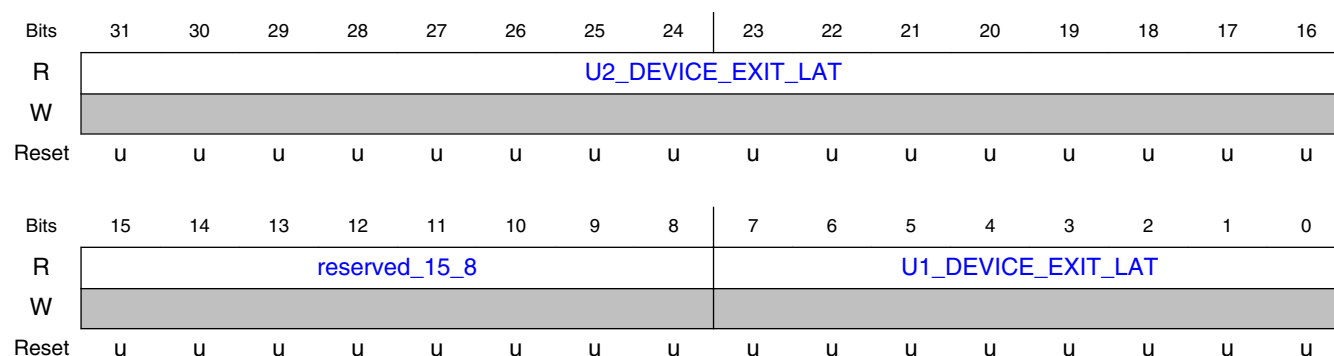 Bits 31 30 29 28 27 26 25 24 23 22 21 20 19 18 17 16
R U2_DEVICE_EXIT_LAT
W
Reset u u u u u u u u u u u u u u u u
Bits 15 14 13 12 11 10 9 8 7 6 5 4 3 2 1 0
R reserved_15_8 U1_DEVICE_EXIT_LAT
W
Reset u u u u u u u u u u u u u u u u